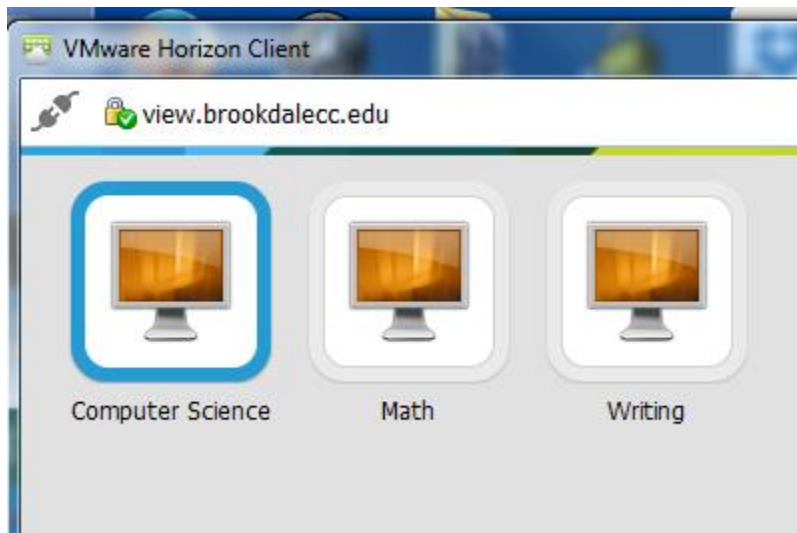 VMware Horizon Client
view.brookdalecc.edu
Computer Science
Math
Writing